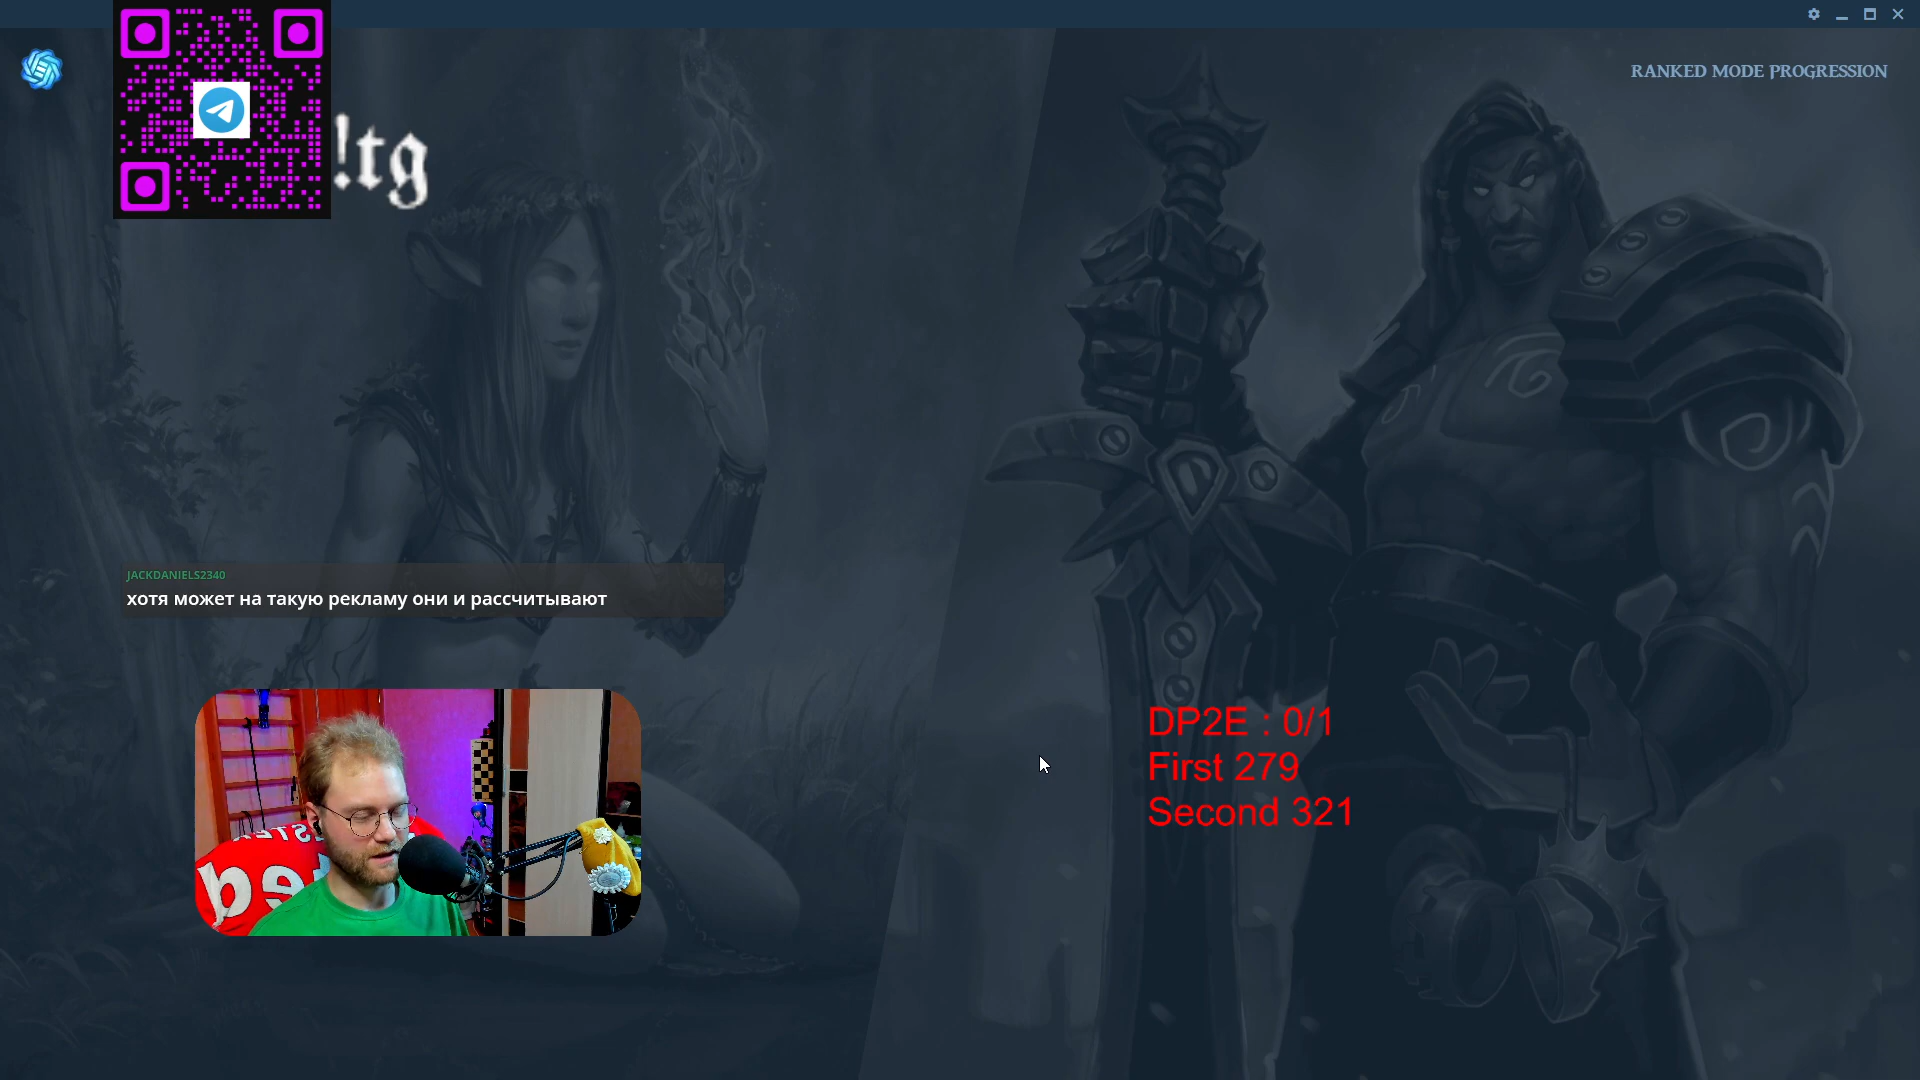 RANKED MODE PROGRESSION
!tg
JACKDANIELS2340
хотя может на такую рекламу они и рассчитывают
DP2E : 0/1
First 279
Second 321